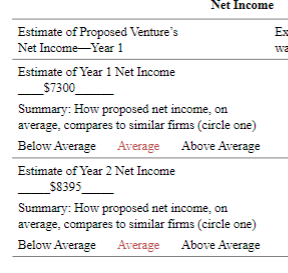 Net Income
Estimate of Proposed Venture's
Net Income—Year 1
Ex
Estimate of Year 1 Net Income
____$7300______
Summary: How proposed net income, on
average, compares to similar firms (circle one)
Below Average Average Above Average
Estimate of Year 2 Net Income
_____$8395_____
Summary: How proposed net income, on
average, compares to similar firms (circle one)
Below Average Average Above Average